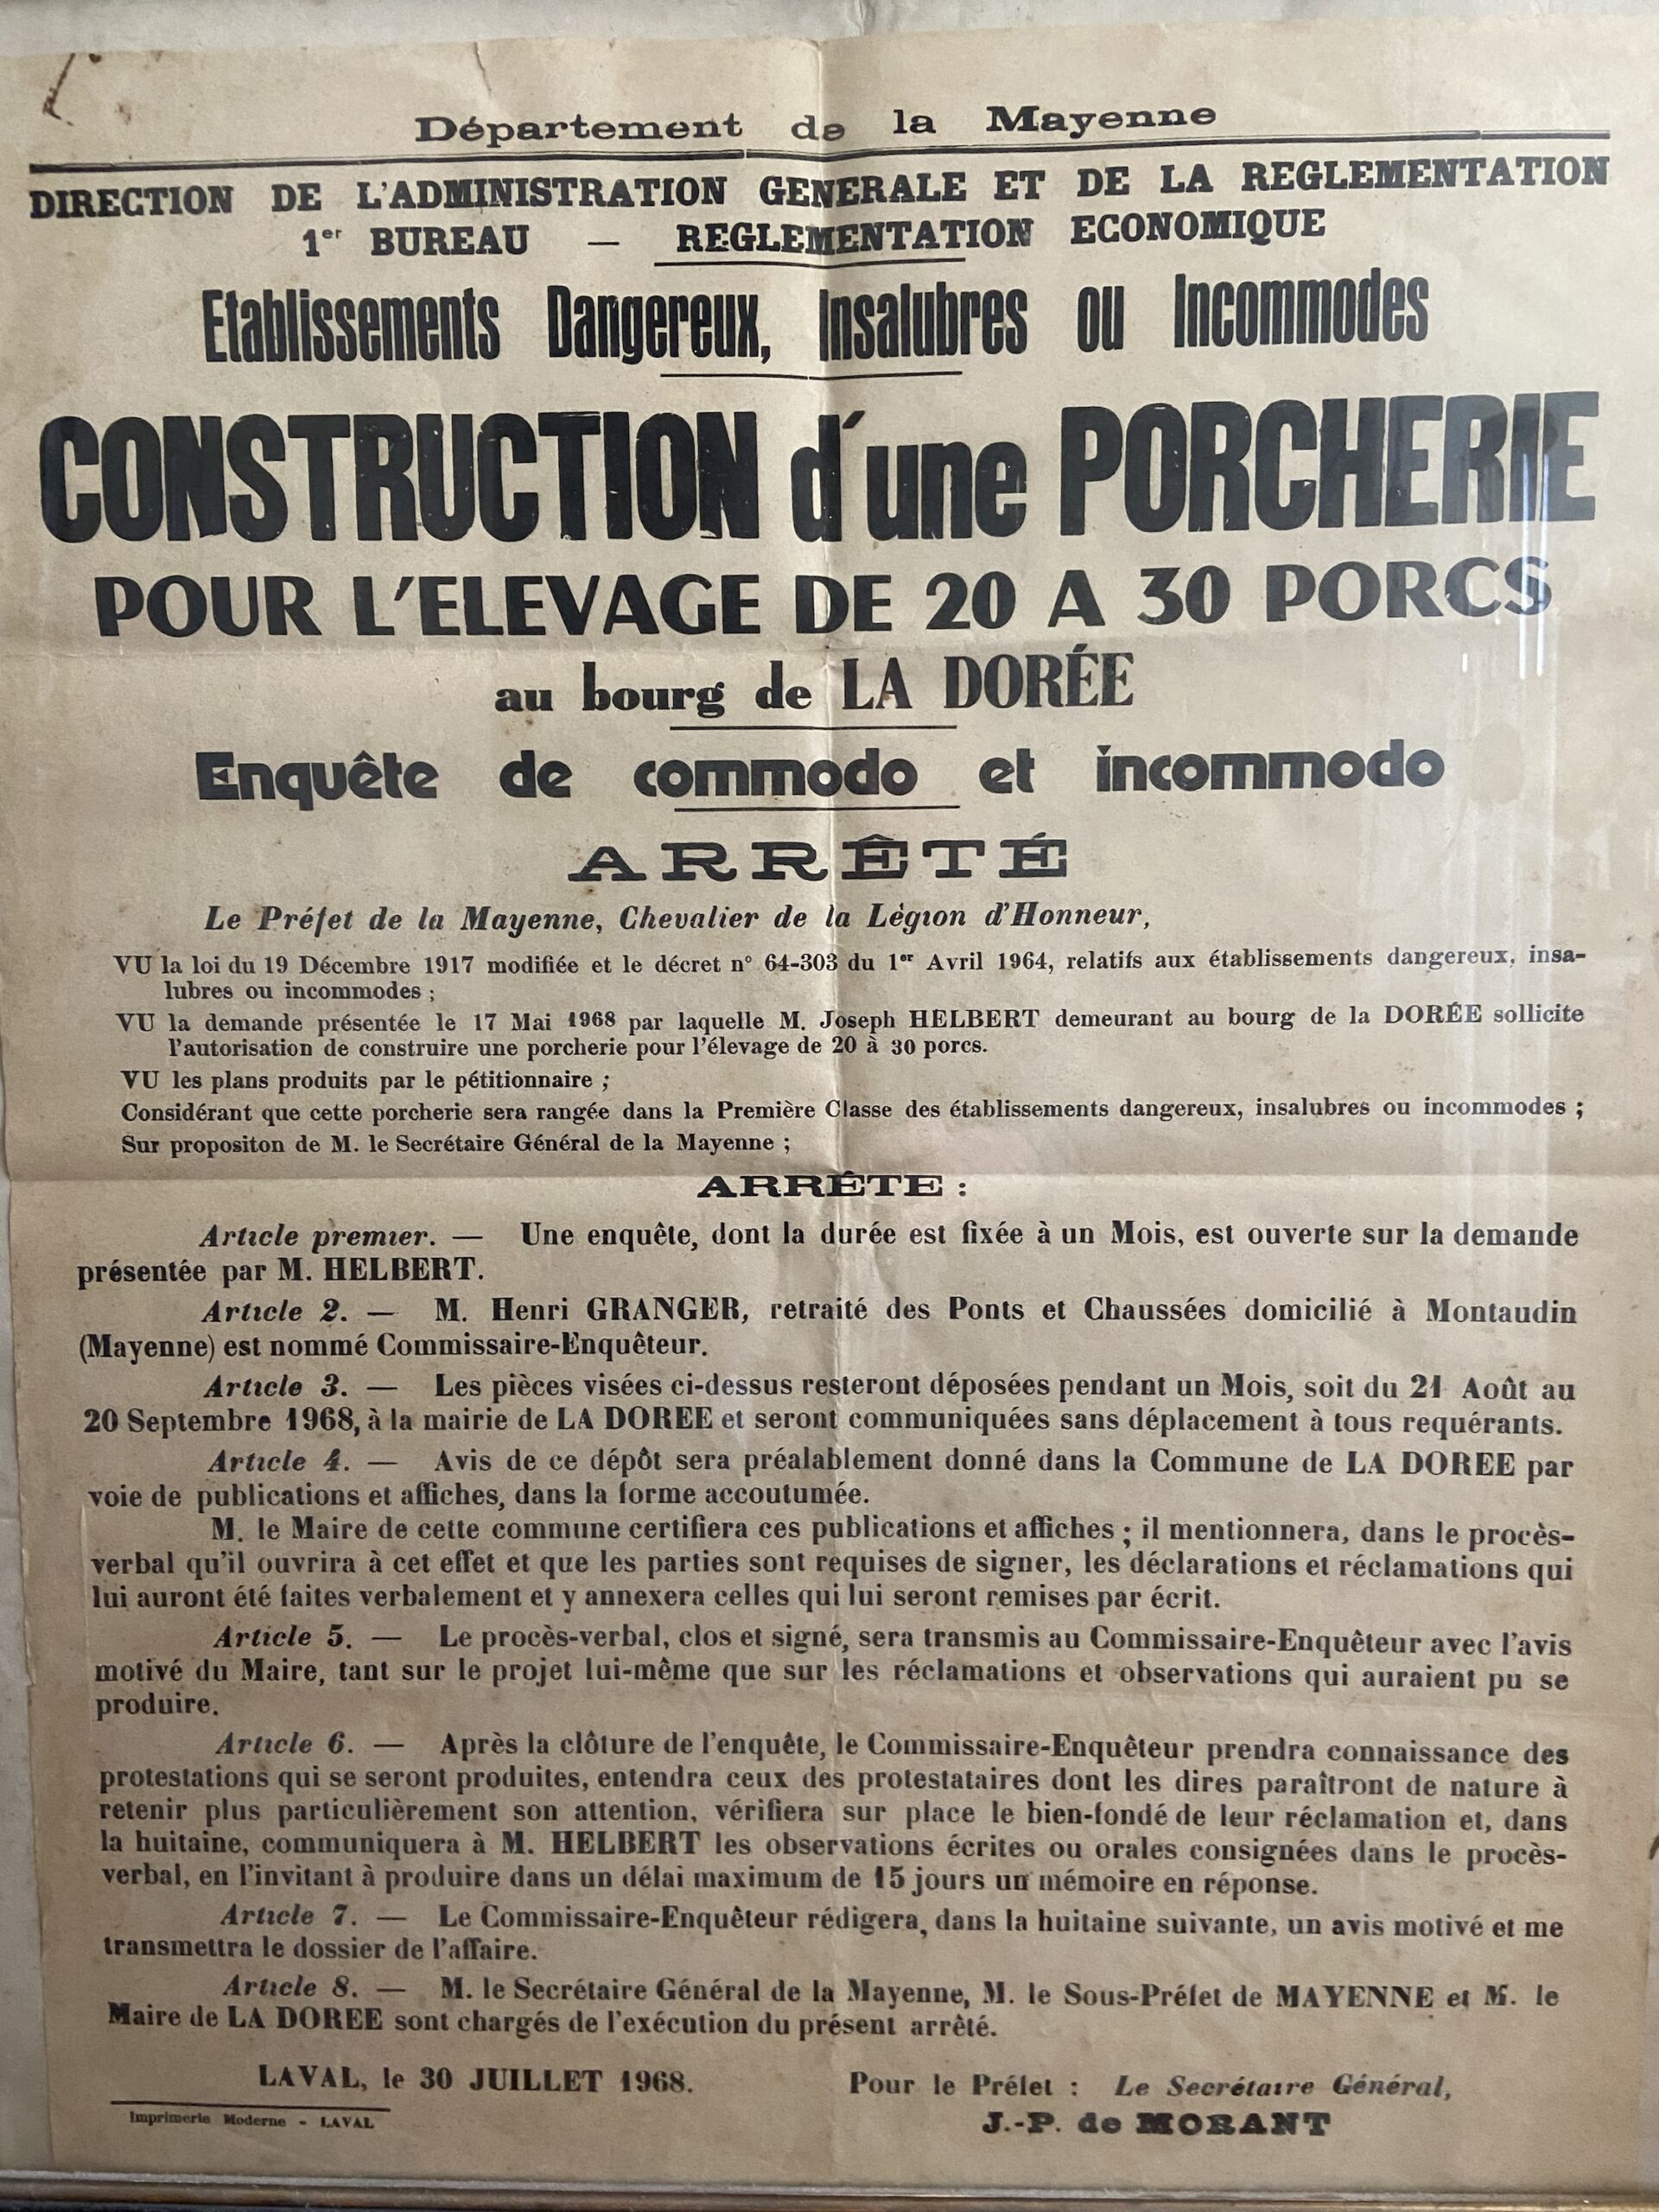 Département de la Mayenne
DIRECTION DE L'ADMINISTRATION GENERALE ET DE LA REGLEMENTATION
1er BUREAU — REGLEMENTATION ECONOMIQUE
Etablissements Dangereux, Insalubres ou Incommodes
CONSTRUCTION d'une PORCHERIE
POUR L'ELEVAGE DE 20 A 30 PORCS
au bourg de LA DORÉE
Enquête de commodo et incommodo
ARRÊTÉ
Le Préfet de la Mayenne, Chevalier de la Légion d'Honneur,
VU la loi du 19 Décembre 1917 modifiée et le décret n° 64-303 du 1er Avril 1964, relatifs aux établissements dangereux, insa-
lubres ou incommodes ;
VU la demande présentée le 17 Mai 1968 par laquelle M. Joseph HELBERT demeurant au bourg de la DORÉE sollicite
l'autorisation de construire une porcherie pour l'élevage de 20 à 30 porcs.
VU les plans produits par le pétitionnaire ;
Considérant que cette porcherie sera rangée dans la Première Classe des établissements dangereux, insalubres ou incommodes ;
Sur propositon de M. le Secrétaire Général de la Mayenne ;
ARRÊTE :
Article premier. — Une enquête, dont la durée est fixée à un Mois, est ouverte sur la demande
présentée par M. HELBERT.
Article 2. — M. Henri GRANGER, retraité des Ponts et Chaussées domicilié à Montaudin
(Mayenne) est nommé Commissaire-Enquêteur.
Article 3. — Les pièces visées ci-dessus resteront déposées pendant un Mois, soit du 21 Août au
20 Septembre 1968, à la mairie de LA DOREE et seront communiquées sans déplacement à tous requérants.
Article 4. — Avis de ce dépôt sera préalablement donné dans la Commune de LA DOREE par
voie de publications et affiches, dans la forme accoutumée.
M. le Maire de cette commune certifiera ces publications et affiches ; il mentionnera, dans le procès-
verbal qu'il ouvrira à cet effet et que les parties sont requises de signer, les déclarations et réclamations qui
lui auront été faites verbalement et y annexera celles qui lui seront remises par écrit.
Article 5. — Le procès-verbal, clos et signé, sera transmis au Commissaire-Enquêteur avec l'avis
motivé du Maire, tant sur le projet lui-même que sur les réclamations et observations qui auraient pu se
produire.
Article 6. — Après la clôture de l'enquête, le Commissaire-Enquêteur prendra connaissance des
protestations qui se seront produites, entendra ceux des protestataires dont les dires paraîtront de nature à
retenir plus particulièrement son attention, vérifiera sur place le bien-fondé de leur réclamation et, dans
la huitaine, communiquera à M. HELBERT les observations écrites ou orales consignées dans le procès-
verbal, en l'invitant à produire dans un délai maximum de 15 jours un mémoire en réponse.
Article 7. — Le Commissaire-Enquêteur rédigera, dans la huitaine suivante, un avis motivé et me
transmettra le dossier de l'affaire.
Article 8. — M. le Secrétaire Général de la Mayenne, M. le Sous-Préfet de MAYENNE et M. le
Maire de LA DOREE sont chargés de l'exécution du présent arrêté.
LAVAL, le 30 JUILLET 1968.
Pour le Préfet : Le Secrétaire Général,
J.-P. de MORANT
Imprimerie Moderne - LAVAL